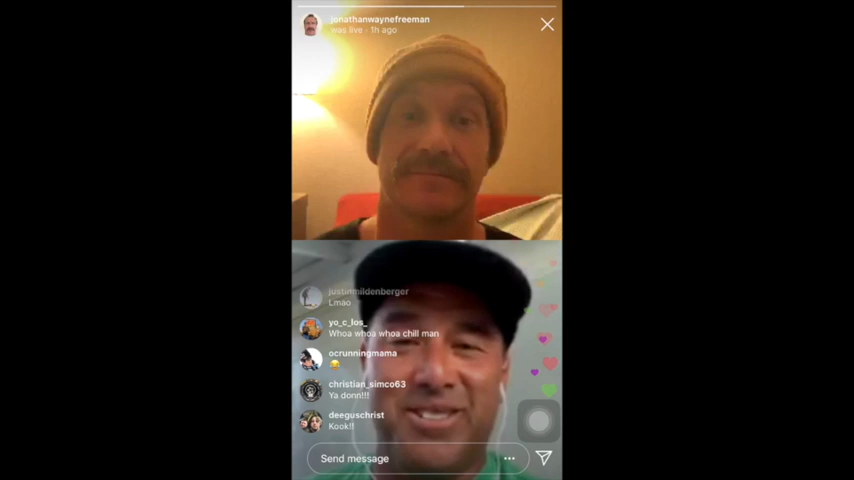 jonathanwaynefreeman
was live · 1h ago
justinmildenberger
Lmao
yo_c_los_
Whoa whoa whoa chill man
ocrunningmama
😂
christian_simco63
Ya donn!!!
deeguschrist
Kook!!
Send message